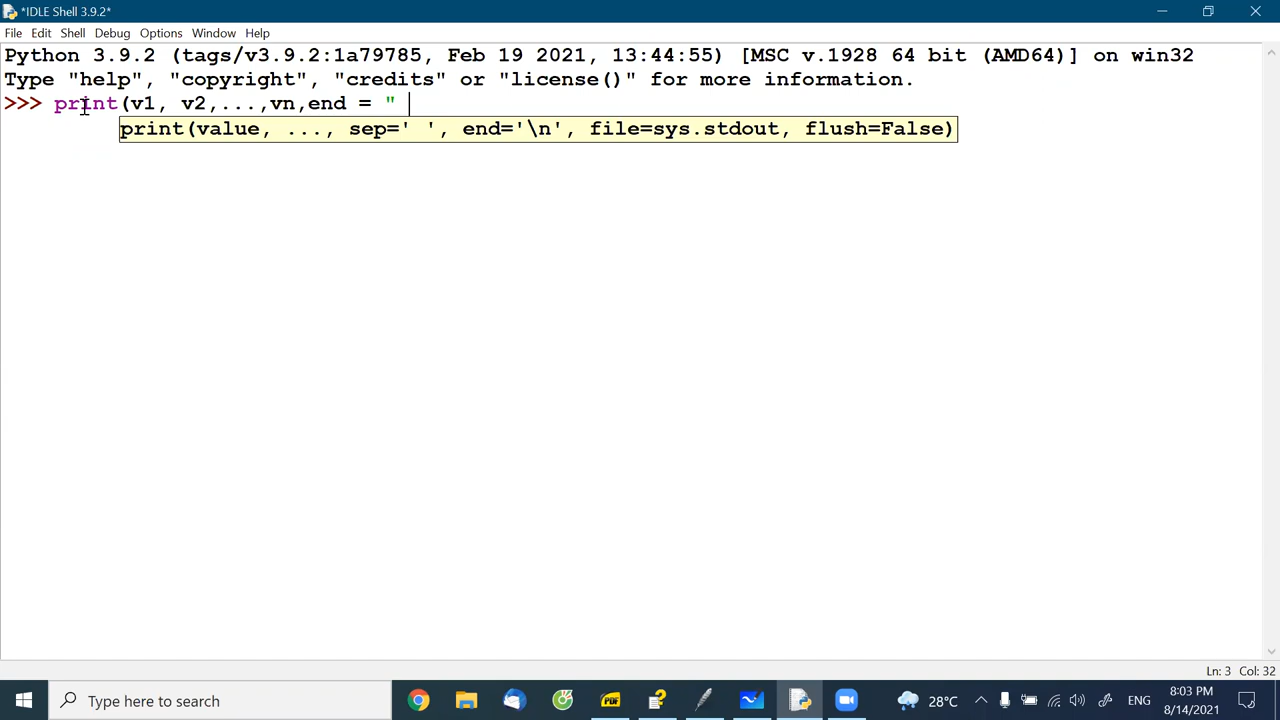 *IDLE Shell 3.9.2*
File Edit Shell Debug Options Window Help
Python 3.9.2 (tags/v3.9.2:1a79785, Feb 19 2021, 13:44:55) [MSC v.1928 64 bit (AMD64)] on win32
Type "help", "copyright", "credits" or "license()" for more information.
>>> print(v1, v2,...,vn,end = "
print(value, ..., sep=' ', end='\n', file=sys.stdout, flush=False)
Ln: 3 Col: 32
Type here to search
PDF
28°C
ENG
8:03 PM
8/14/2021